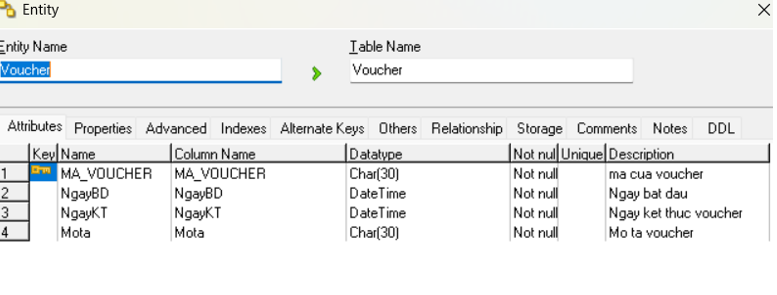 Entity
Entity Name Table Name
Voucher Voucher
Attributes Properties Advanced Indexes Alternate Keys Others Relationship Storage Comments Notes DDL
Key Name Column Name Datatype Not nul Unique Description
1 MA_VOUCHER MA_VOUCHER Char(30) Not null ma cua voucher
2 NgayBD NgayBD DateTime Not null Ngay bat dau
3 NgayKT NgayKT DateTime Not null Ngay ket thuc voucher
4 Mota Mota Char(30) Not null Mo ta voucher